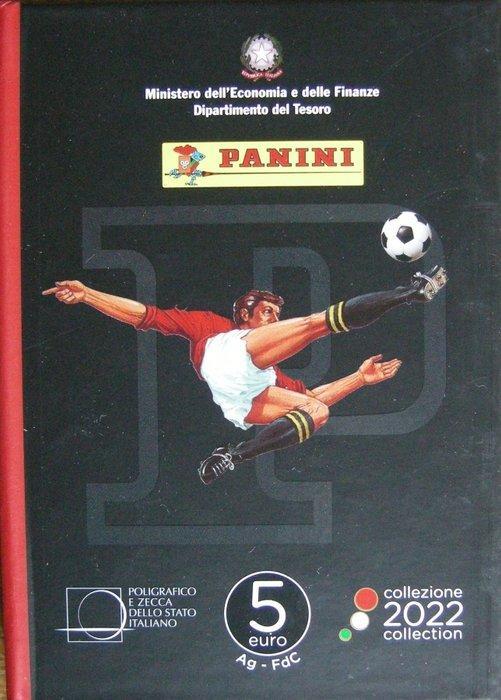 Ministero dell'Economia e delle Finanze
Dipartimento del Tesoro
PANINI
P
POLIGRAFICO
E ZECCA
DELLO STATO
ITALIANO
5
euro
Ag - FdC
collezione
2022
collection